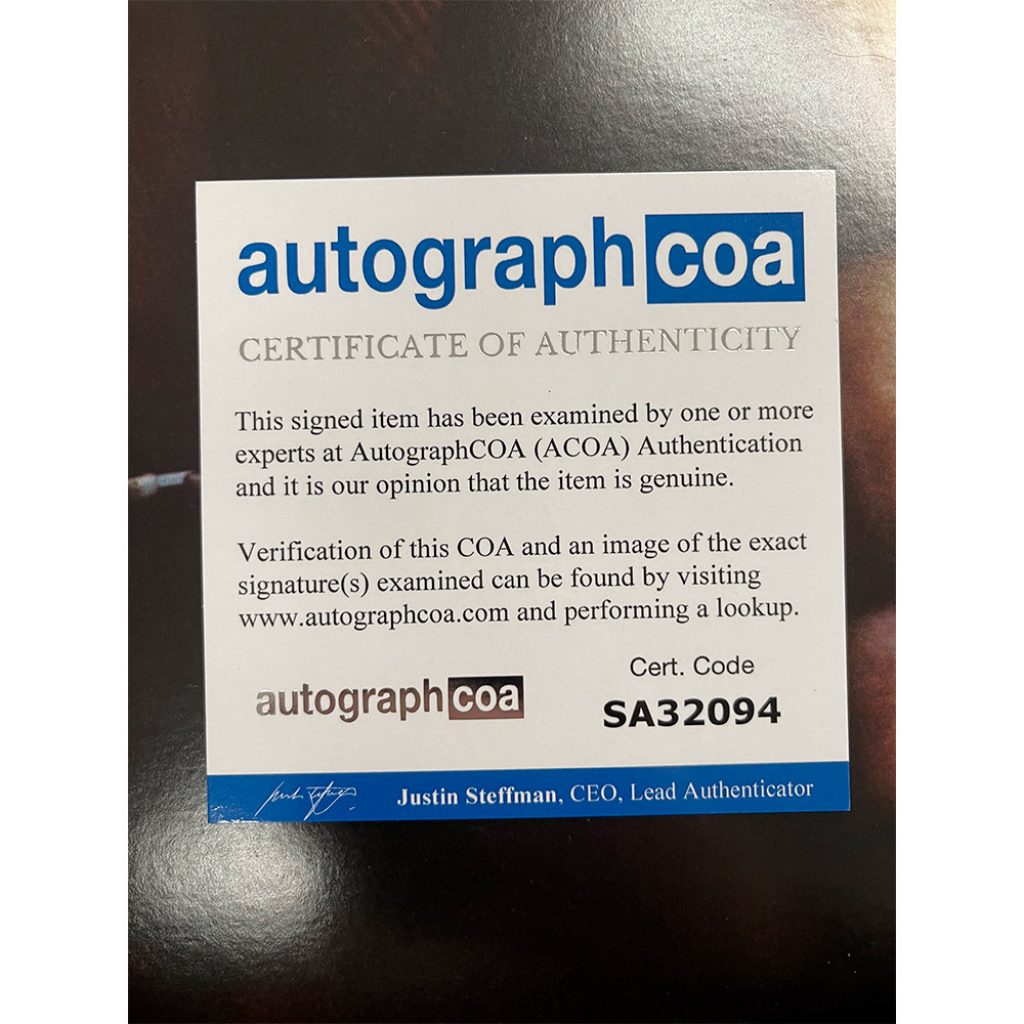 autographcoa
CERTIFICATE OF AUTHENTICITY
This signed item has been examined by one or more
experts at AutographCOA (ACOA) Authentication
and it is our opinion that the item is genuine.
Verification of this COA and an image of the exact
signature(s) examined can be found by visiting
www.autographcoa.com and performing a lookup.
Cert. Code
autographcoa
SA32094
Justin Steffman, CEO, Lead Authenticator